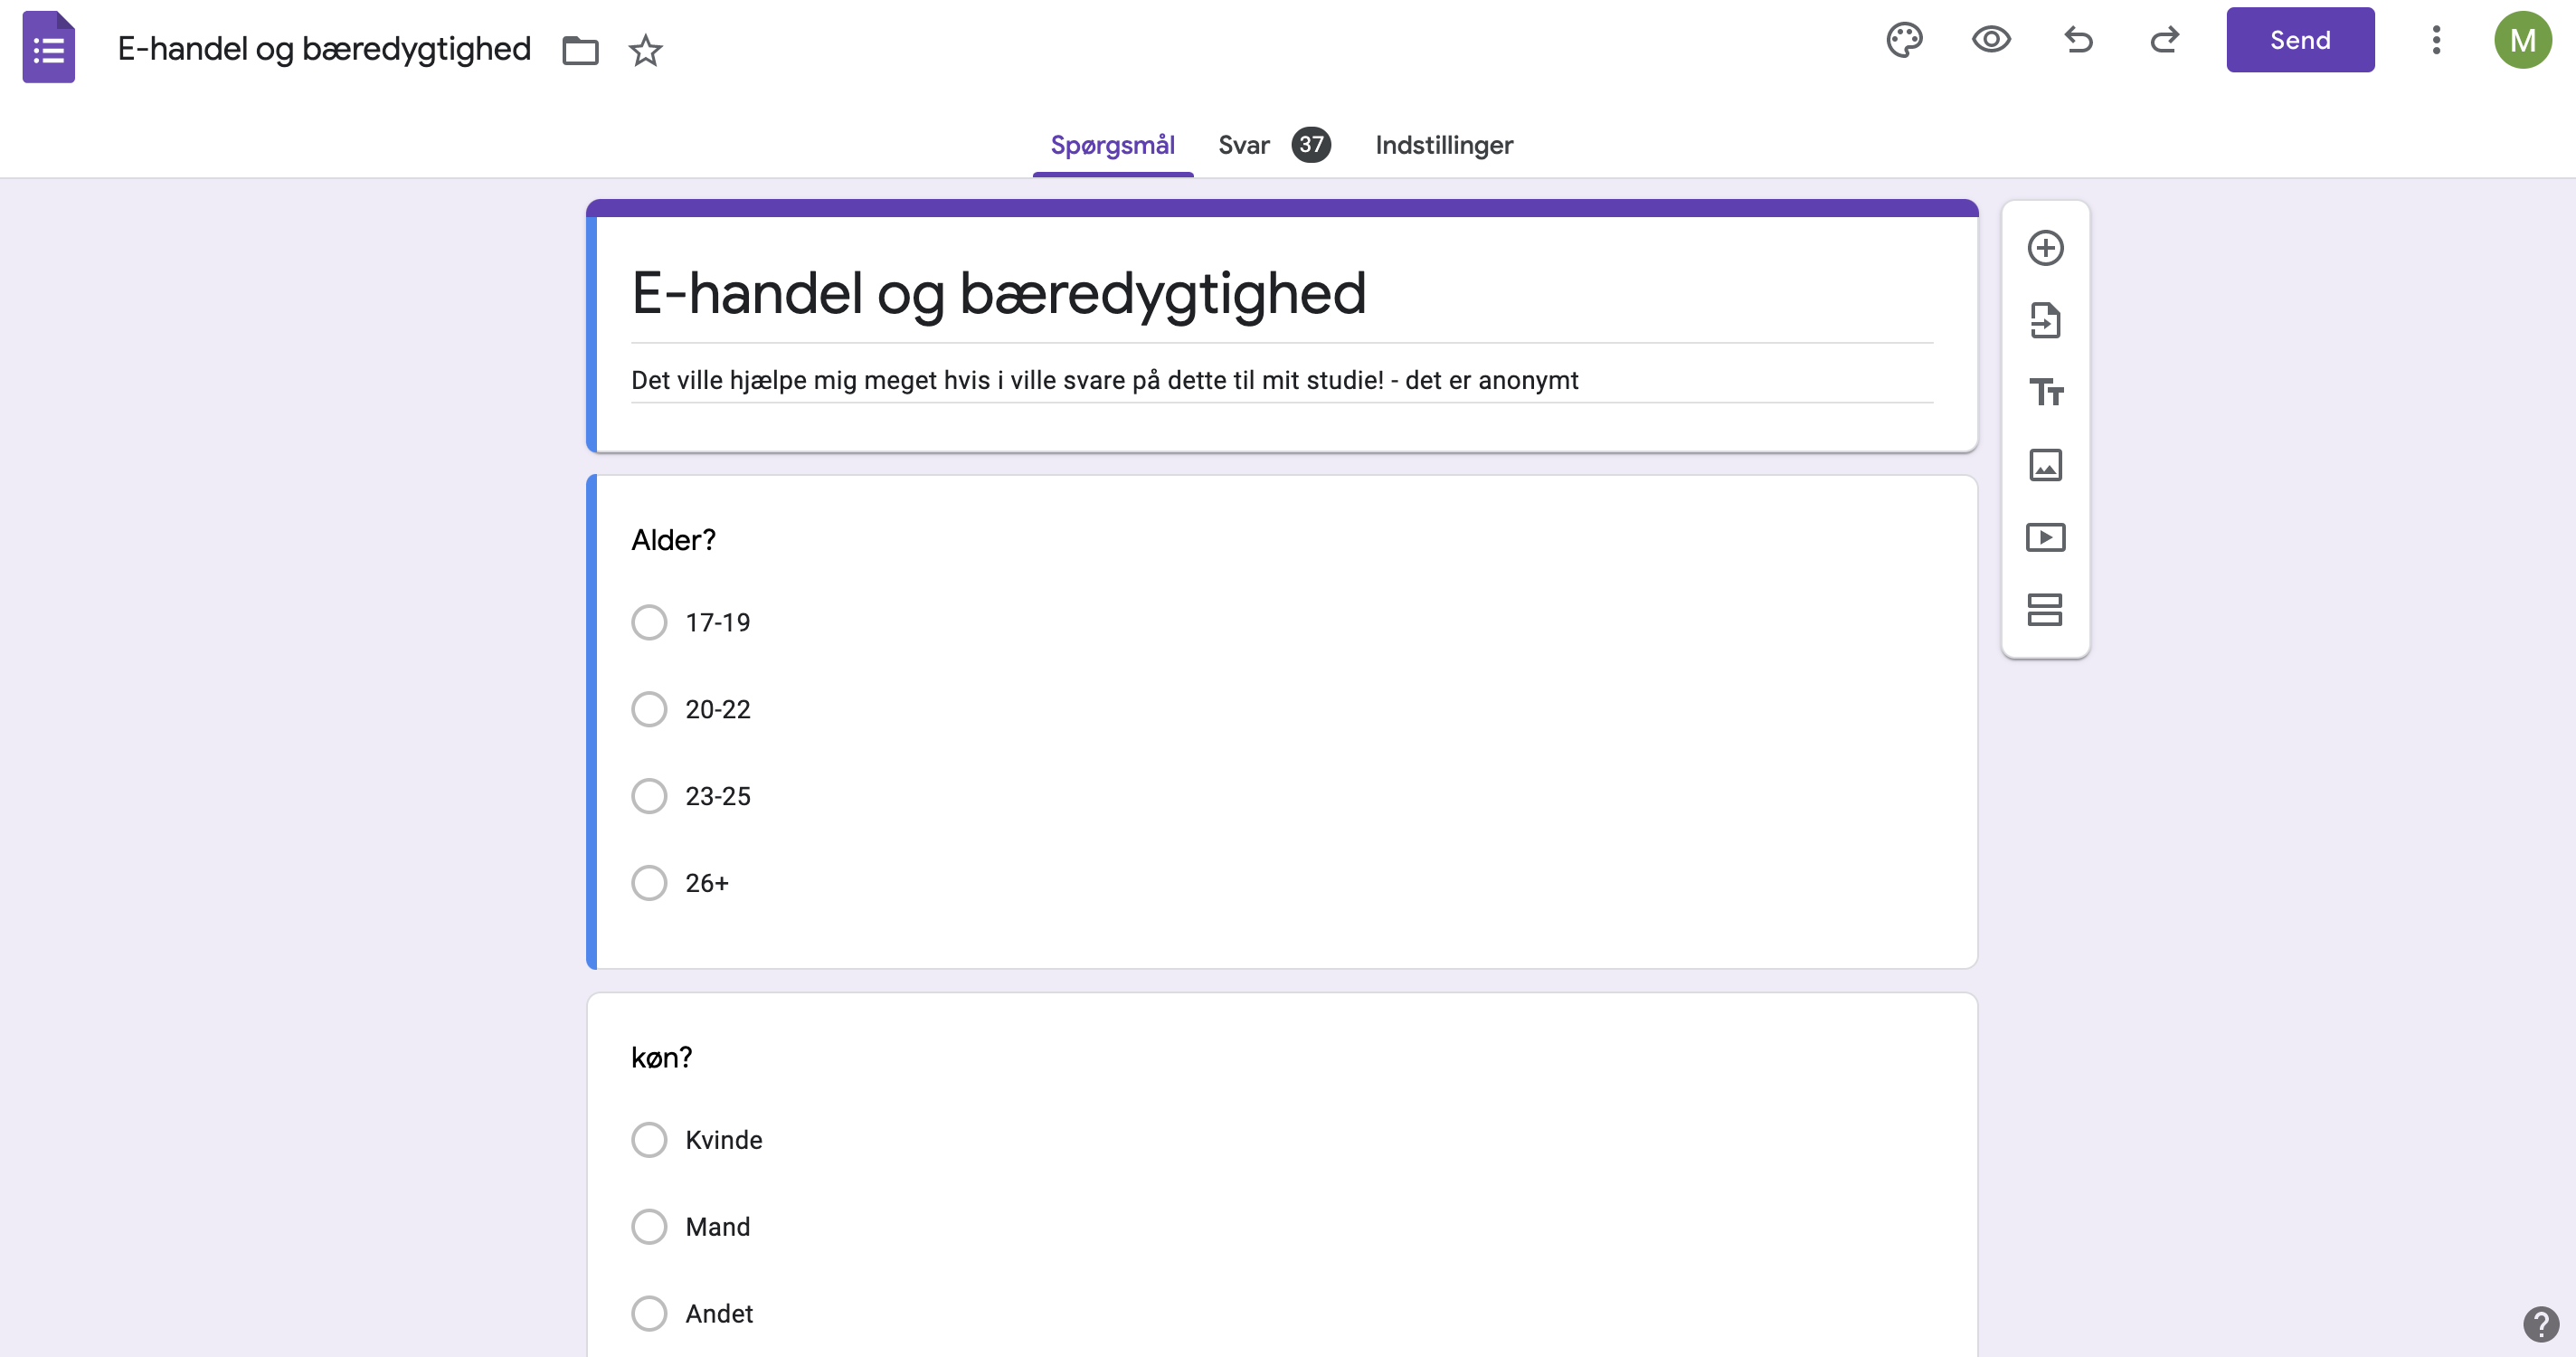 E-handel og bæredygtighed
Send
M
Spørgsmål
Svar 37
Indstillinger
E-handel og bæredygtighed
Det ville hjælpe mig meget hvis i ville svare på dette til mit studie! - det er anonymt
Alder?
17-19
20-22
23-25
26+
køn?
Kvinde
Mand
Andet